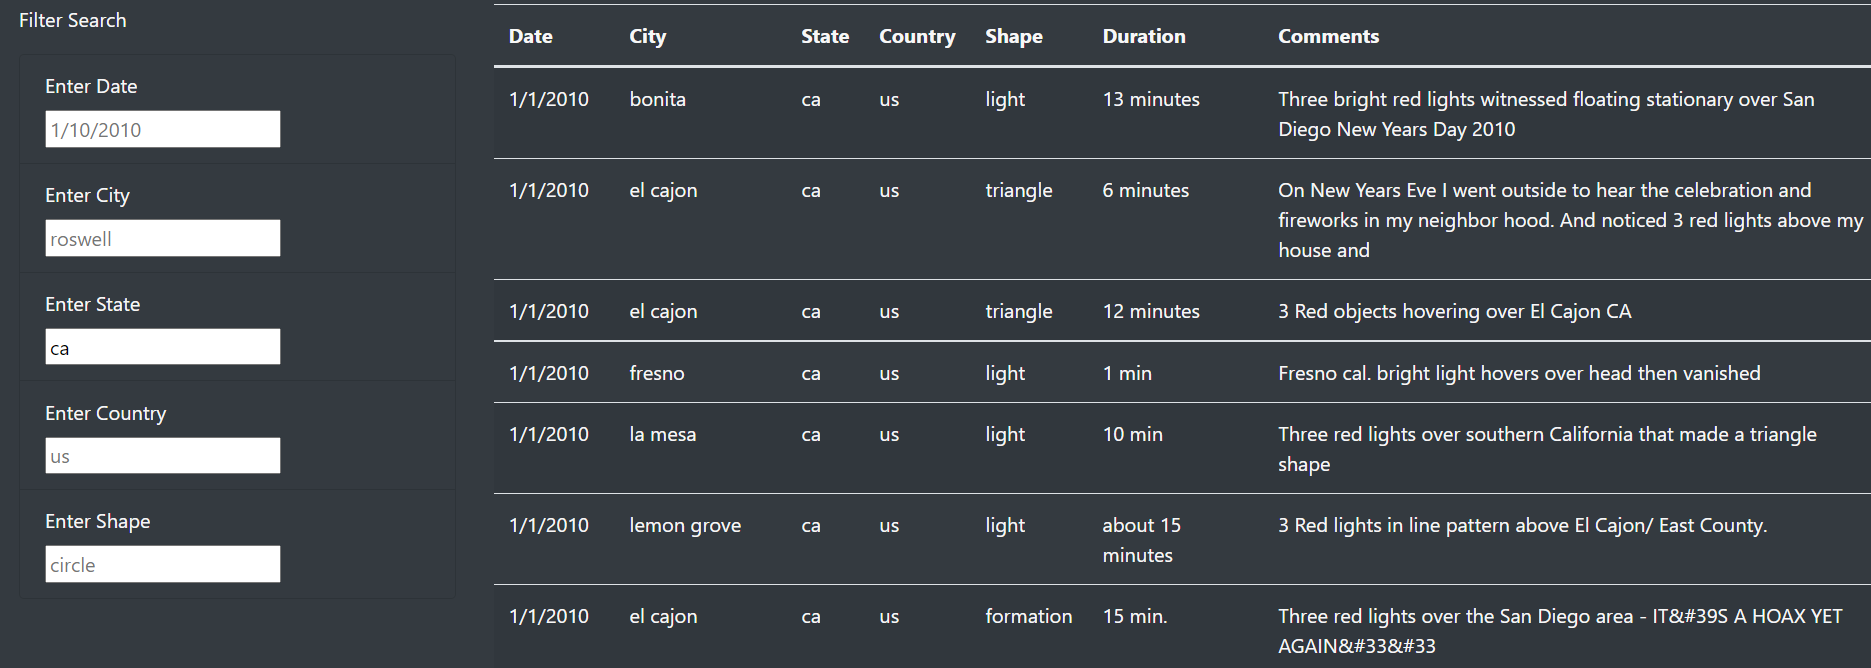 Filter Search
Enter Date
1/10/2010
Enter City
roswell
Enter State
ca
Enter Country
us
Enter Shape
circle
Date City State Country Shape Duration Comments
1/1/2010 bonita ca us light 13 minutes Three bright red lights witnessed floating stationary over San
Diego New Years Day 2010
1/1/2010 el cajon ca us triangle 6 minutes On New Years Eve I went outside to hear the celebration and
fireworks in my neighbor hood. And noticed 3 red lights above my
house and
1/1/2010 el cajon ca us triangle 12 minutes 3 Red objects hovering over El Cajon CA
1/1/2010 fresno ca us light 1 min Fresno cal. bright light hovers over head then vanished
1/1/2010 la mesa ca us light 10 min Three red lights over southern California that made a triangle
shape
1/1/2010 lemon grove ca us light about 15 3 Red lights in line pattern above El Cajon/ East County.
minutes
1/1/2010 el cajon ca us formation 15 min. Three red lights over the San Diego area - IT&#39S A HOAX YET
AGAIN&#33&#33